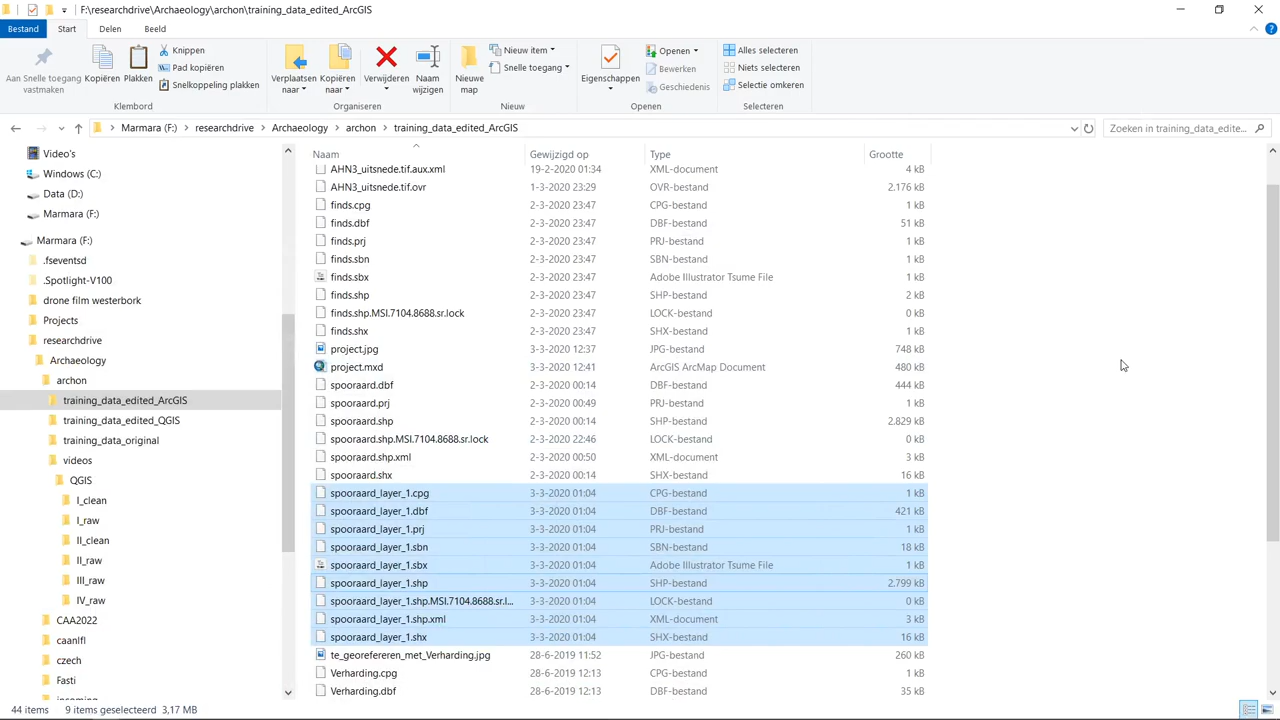 F:\researchdrive\Archaeology\archon\training_data_edited_ArcGIS
Bestand Start Delen Beeld
Aan Snelle toegang vastmaken
Kopiëren
Plakken
Knippen
Pad kopiëren
Snelkoppeling plakken
Klembord
Verplaatsen naar
Kopiëren naar
Verwijderen
Naam wijzigen
Organiseren
Nieuwe map
Nieuw item
Snelle toegang
Nieuw
Eigenschappen
Openen
Bewerken
Geschiedenis
Openen
Alles selecteren
Niets selecteren
Selectie omkeren
Selecteren
Marmara (F:) researchdrive Archaeology archon training_data_edited_ArcGIS
Zoeken in training_data_edite...
Video's
Windows (C:)
Data (D:)
Marmara (F:)
Marmara (F:)
.fseventsd
.Spotlight-V100
drone film westerbork
Projects
researchdrive
Archaeology
archon
training_data_edited_ArcGIS
training_data_edited_QGIS
training_data_original
videos
QGIS
I_clean
I_raw
II_clean
II_raw
III_raw
IV_raw
CAA2022
caanlfl
czech
Fasti
Naam Gewijzigd op Type Grootte
AHN3_uitsnede.tif.aux.xml 19-2-2020 01:34 XML-document 4 kB
AHN3_uitsnede.tif.ovr 1-3-2020 23:29 OVR-bestand 2.176 kB
finds.cpg 2-3-2020 23:47 CPG-bestand 1 kB
finds.dbf 2-3-2020 23:47 DBF-bestand 51 kB
finds.prj 2-3-2020 23:47 PRJ-bestand 1 kB
finds.sbn 2-3-2020 23:47 SBN-bestand 1 kB
finds.sbx 2-3-2020 23:47 Adobe Illustrator Tsume File 1 kB
finds.shp 2-3-2020 23:47 SHP-bestand 2 kB
finds.shp.MSI.7104.8688.sr.lock 2-3-2020 23:47 LOCK-bestand 0 kB
finds.shx 2-3-2020 23:47 SHX-bestand 1 kB
project.jpg 3-3-2020 12:37 JPG-bestand 748 kB
project.mxd 3-3-2020 12:41 ArcGIS ArcMap Document 480 kB
spooraard.dbf 2-3-2020 00:14 DBF-bestand 444 kB
spooraard.prj 2-3-2020 00:49 PRJ-bestand 1 kB
spooraard.shp 2-3-2020 00:14 SHP-bestand 2.829 kB
spooraard.shp.MSI.7104.8688.sr.lock 2-3-2020 22:46 LOCK-bestand 0 kB
spooraard.shp.xml 2-3-2020 00:50 XML-document 3 kB
spooraard.shx 2-3-2020 00:14 SHX-bestand 16 kB
spooraard_layer_1.cpg 3-3-2020 01:04 CPG-bestand 1 kB
spooraard_layer_1.dbf 3-3-2020 01:04 DBF-bestand 421 kB
spooraard_layer_1.prj 3-3-2020 01:04 PRJ-bestand 1 kB
spooraard_layer_1.sbn 3-3-2020 01:04 SBN-bestand 18 kB
spooraard_layer_1.sbx 3-3-2020 01:04 Adobe Illustrator Tsume File 1 kB
spooraard_layer_1.shp 3-3-2020 01:04 SHP-bestand 2.799 kB
spooraard_layer_1.shp.MSI.7104.8688.sr.l... 3-3-2020 01:04 LOCK-bestand 0 kB
spooraard_layer_1.shp.xml 3-3-2020 01:04 XML-document 3 kB
spooraard_layer_1.shx 3-3-2020 01:04 SHX-bestand 16 kB
te_georefereren_met_Verharding.jpg 28-6-2019 11:52 JPG-bestand 260 kB
Verharding.cpg 28-6-2019 12:13 CPG-bestand 1 kB
Verharding.dbf 28-6-2019 12:13 DBF-bestand 35 kB
44 items 9 items geselecteerd 3,17 MB